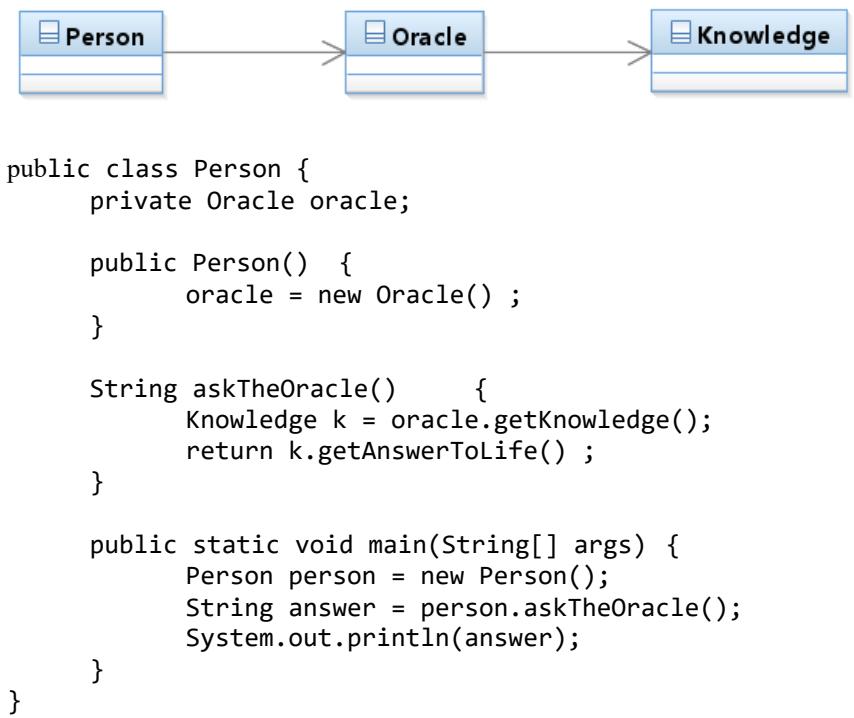 Person Oracle Knowledge
public class Person {
      private Oracle oracle;

      public Person()  {
            oracle = new Oracle() ;
      }

      String askTheOracle()      {
            Knowledge k = oracle.getKnowledge();
            return k.getAnswerToLife() ;
      }

      public static void main(String[] args) {
            Person person = new Person();
            String answer = person.askTheOracle();
            System.out.println(answer);
      }
}